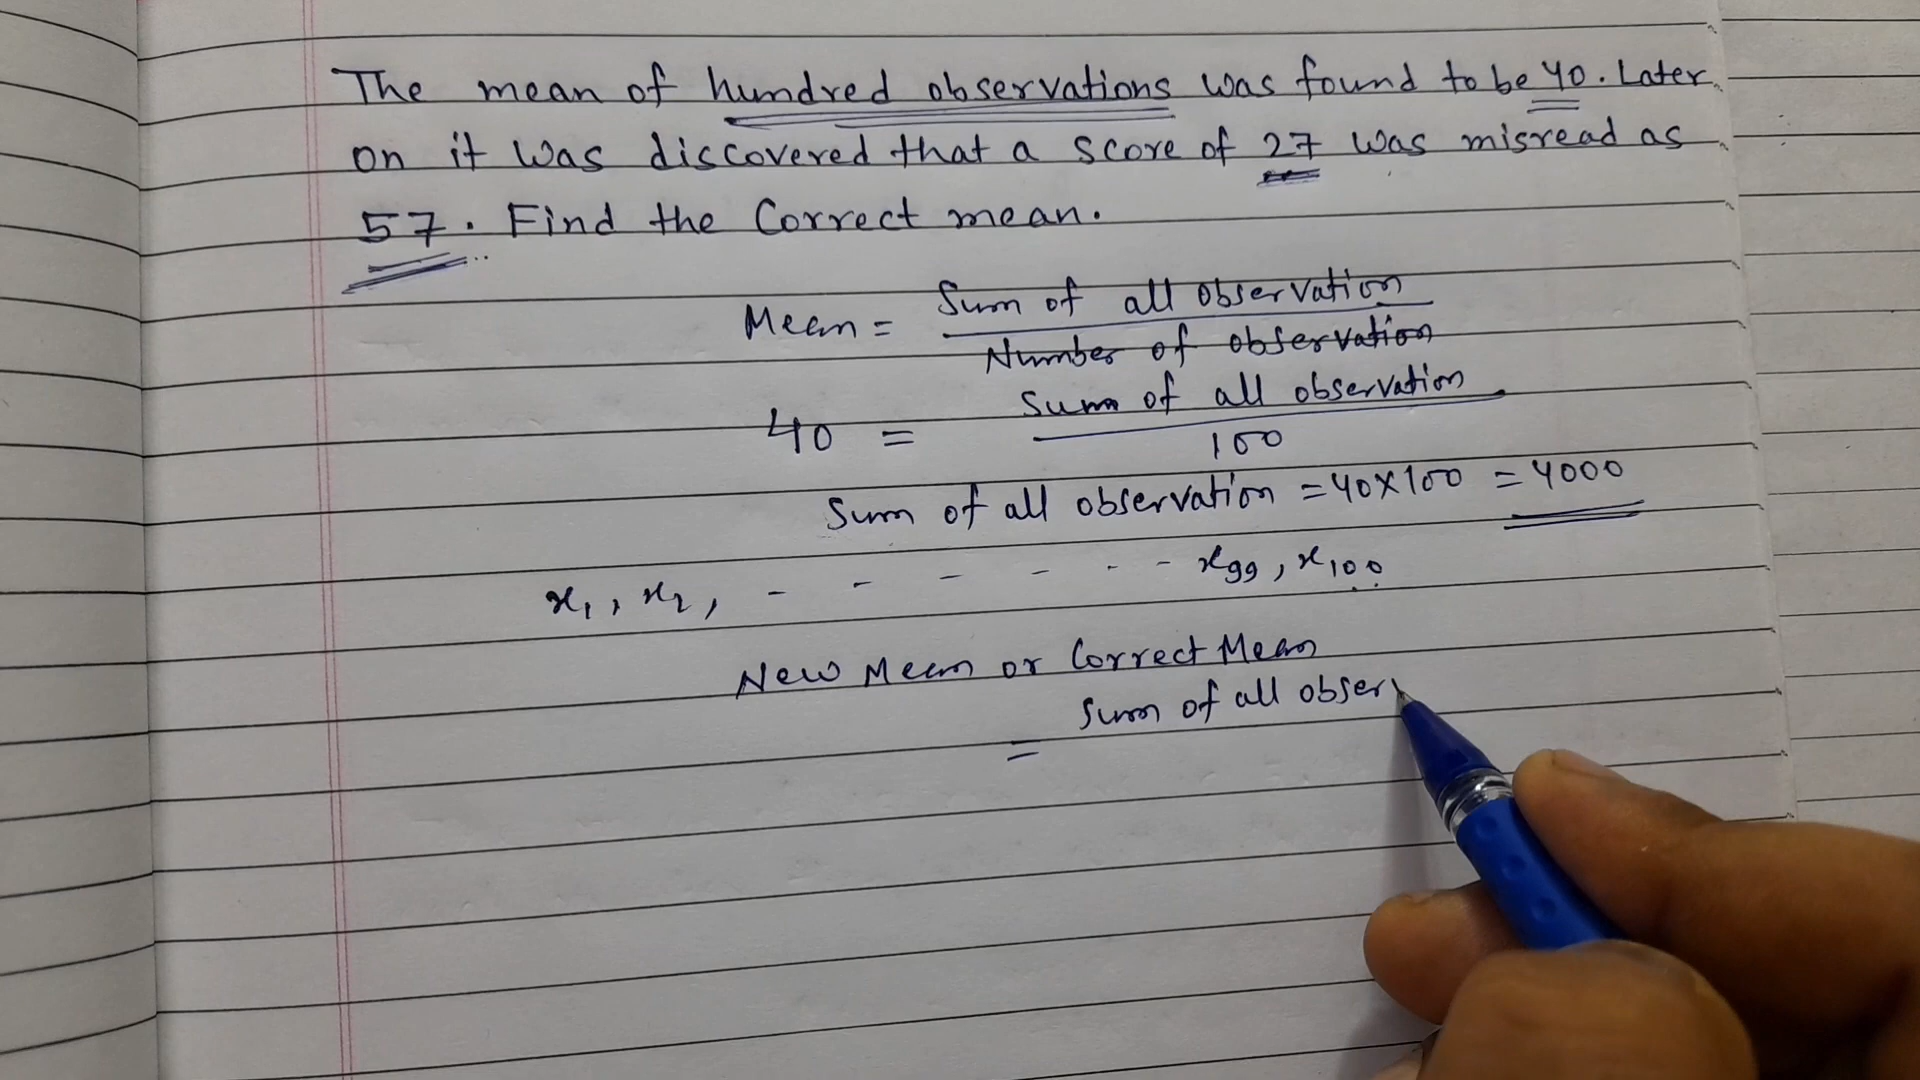 The mean of hundred observations was found to be 40. Later
on it was discovered that a score of 27 was misread as
57. Find the Correct mean.
Mean = Sum of all observation
Number of observation
40 = Sum of all observation
100
Sum of all observation = 40×100 = 4000
x₁, x₂, - - - - - - x₉₉, x₁₀₀
New Mean or Correct Mean
= Sum of all obser